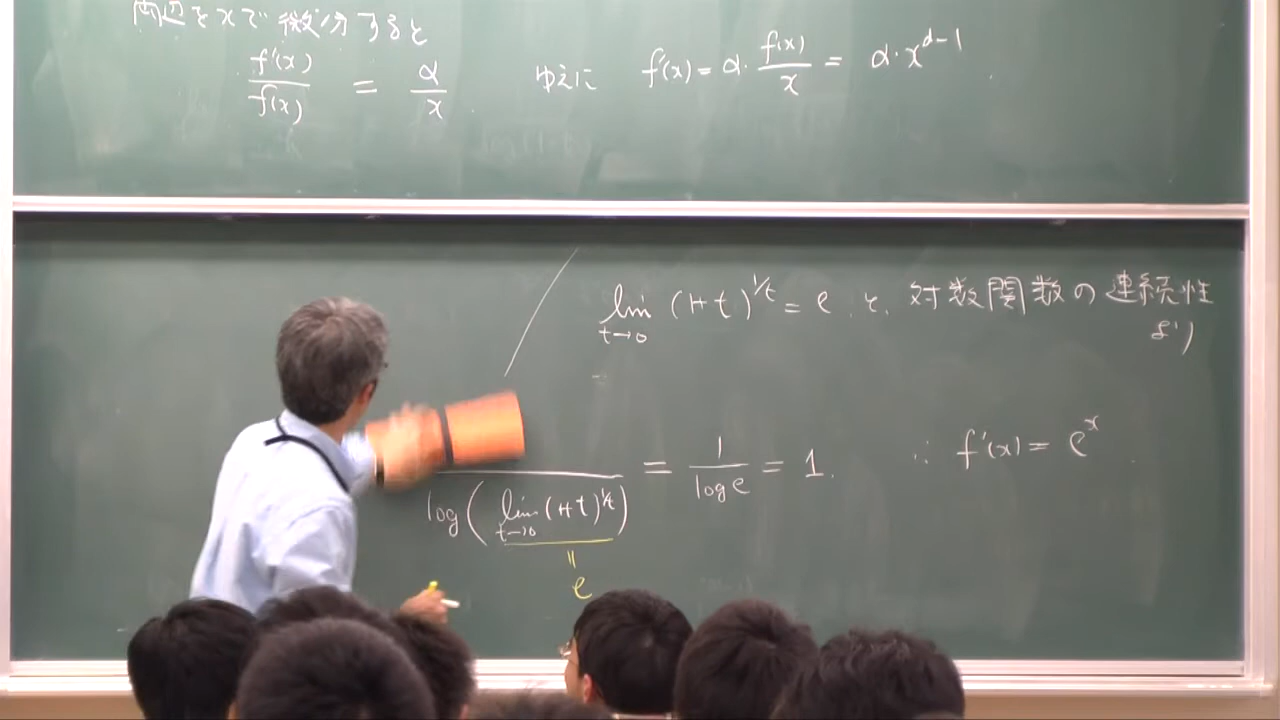 両辺をxで微分すると
f'(x)/f(x) = α/x ゆえに f'(x) = α・f(x)/x = α・x^{α-1}
lim_{t→0} (1+t)^{1/t} = e と、対数関数の連続性
より
1/log(lim_{t→0} (1+t)^{1/t}) = 1/log e = 1. ∴ f'(x) = e^x
〃
e